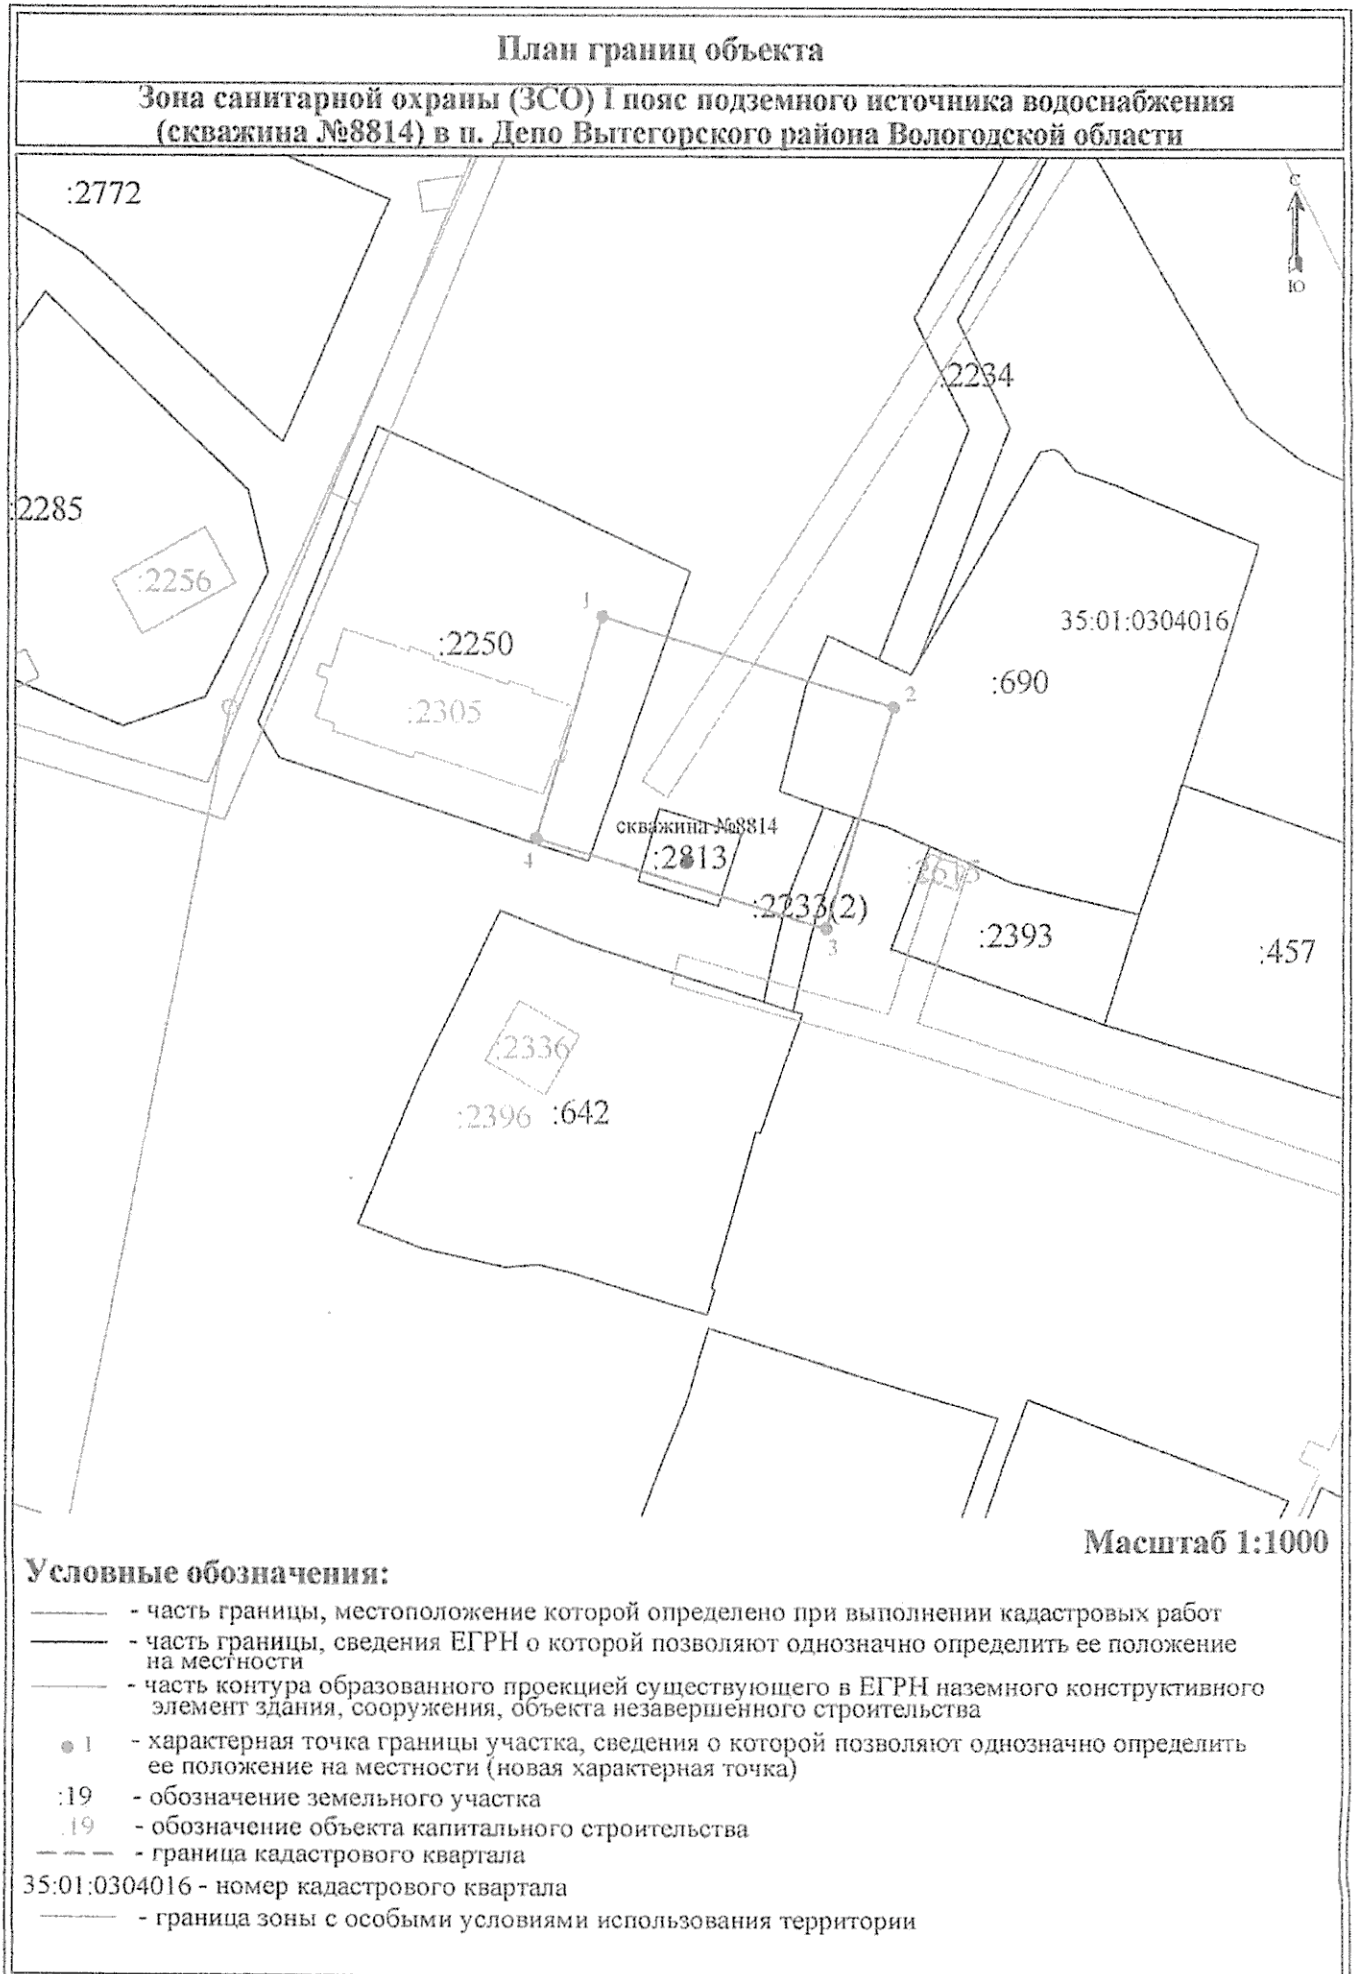 План границ объекта
Зона санитарной охраны (ЗСО) I пояс подземного источника водоснабжения
(скважина №8814) в п. Депо Вытегорского района Вологодской области
:2772
С
Ю
:2234
:2285
:2256
1
35:01:0304016
:2250
:690
2
:2305
скважина №8814
4
:2813
:2615
:2233(2)
3
:2393
:457
:2336
:2396 :642
Масштаб 1:1000
Условные обозначения:
- часть границы, местоположение которой определено при выполнении кадастровых работ
- часть границы, сведения ЕГРН о которой позволяют однозначно определить ее положение
на местности
- часть контура образованного проекцией существующего в ЕГРН наземного конструктивного
элемент здания, сооружения, объекта незавершенного строительства
1 - характерная точка границы участка, сведения о которой позволяют однозначно определить
ее положение на местности (новая характерная точка)
:19 - обозначение земельного участка
:19 - обозначение объекта капитального строительства
- граница кадастрового квартала
35:01:0304016 - номер кадастрового квартала
- граница зоны с особыми условиями использования территории